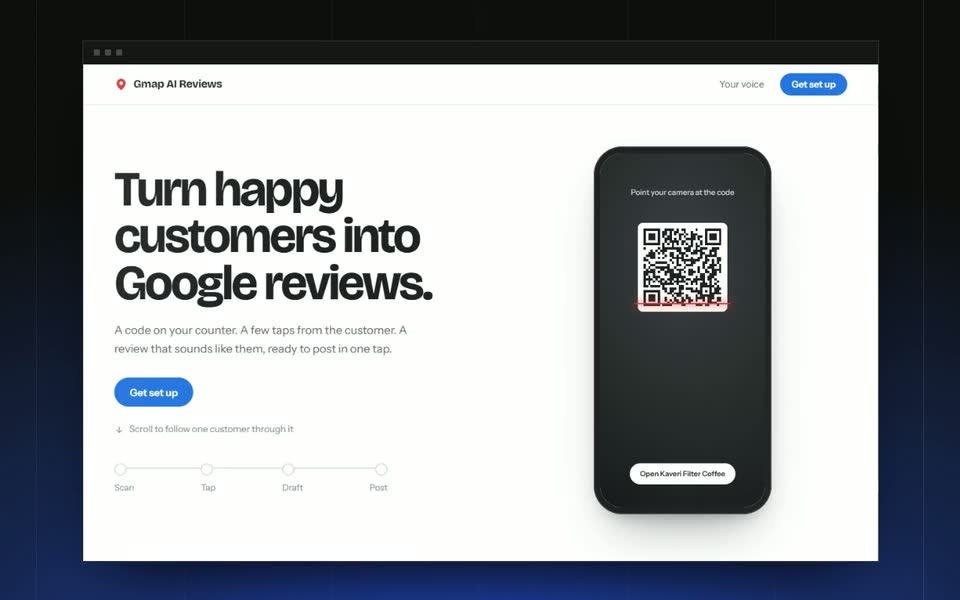 Gmap AI Reviews
Your voice
Get set up
Turn happy
customers into
Google reviews.
A code on your counter. A few taps from the customer. A
review that sounds like them, ready to post in one tap.
Get set up
↓ Scroll to follow one customer through it
Scan
Tap
Draft
Post
Point your camera at the code
Open Kaveri Filter Coffee